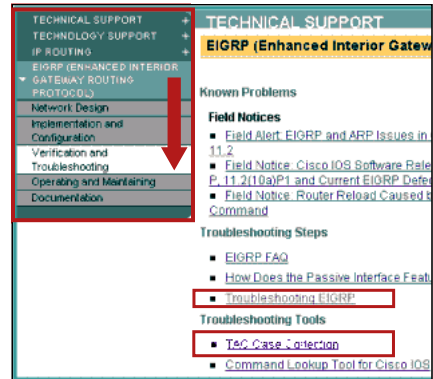 TECHNICAL SUPPORT +
TECHNOLOGY SUPPORT +
IP ROUTING +
EIGRP (ENHANCED INTERIOR
GATEWAY ROUTING
PROTOCOL)
Network Design
Implementation and
Configuration
Verification and
Troubleshooting
Operating and Maintaining
Documentation
TECHNICAL SUPPORT
EIGRP (Enhanced Interior Gatew
Known Problems
Field Notices
Field Alert: EIGRP and ARP Issues in
11.2
Field Notice: Cisco IOS Software Rele
P, 11.2(10a)P1 and Current EIGRP Defe
Field Notice: Router Reload Caused b
Command
Troubleshooting Steps
EIGRP FAQ
How Does the Passive Interface Featu
Troubleshooting EIGRP
Troubleshooting Tools
TAC Case Collection
Command Lookup Tool for Cisco IOS